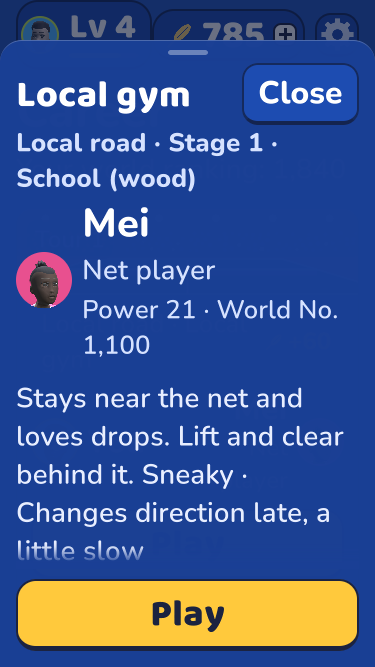 Lv 4
785
Local gym
Close
Local road · Stage 1 ·
School (wood)
Mei
Net player
Power 21 · World No.
1,100
Stays near the net and
loves drops. Lift and clear
behind it. Sneaky ·
Changes direction late, a
little slow
Play